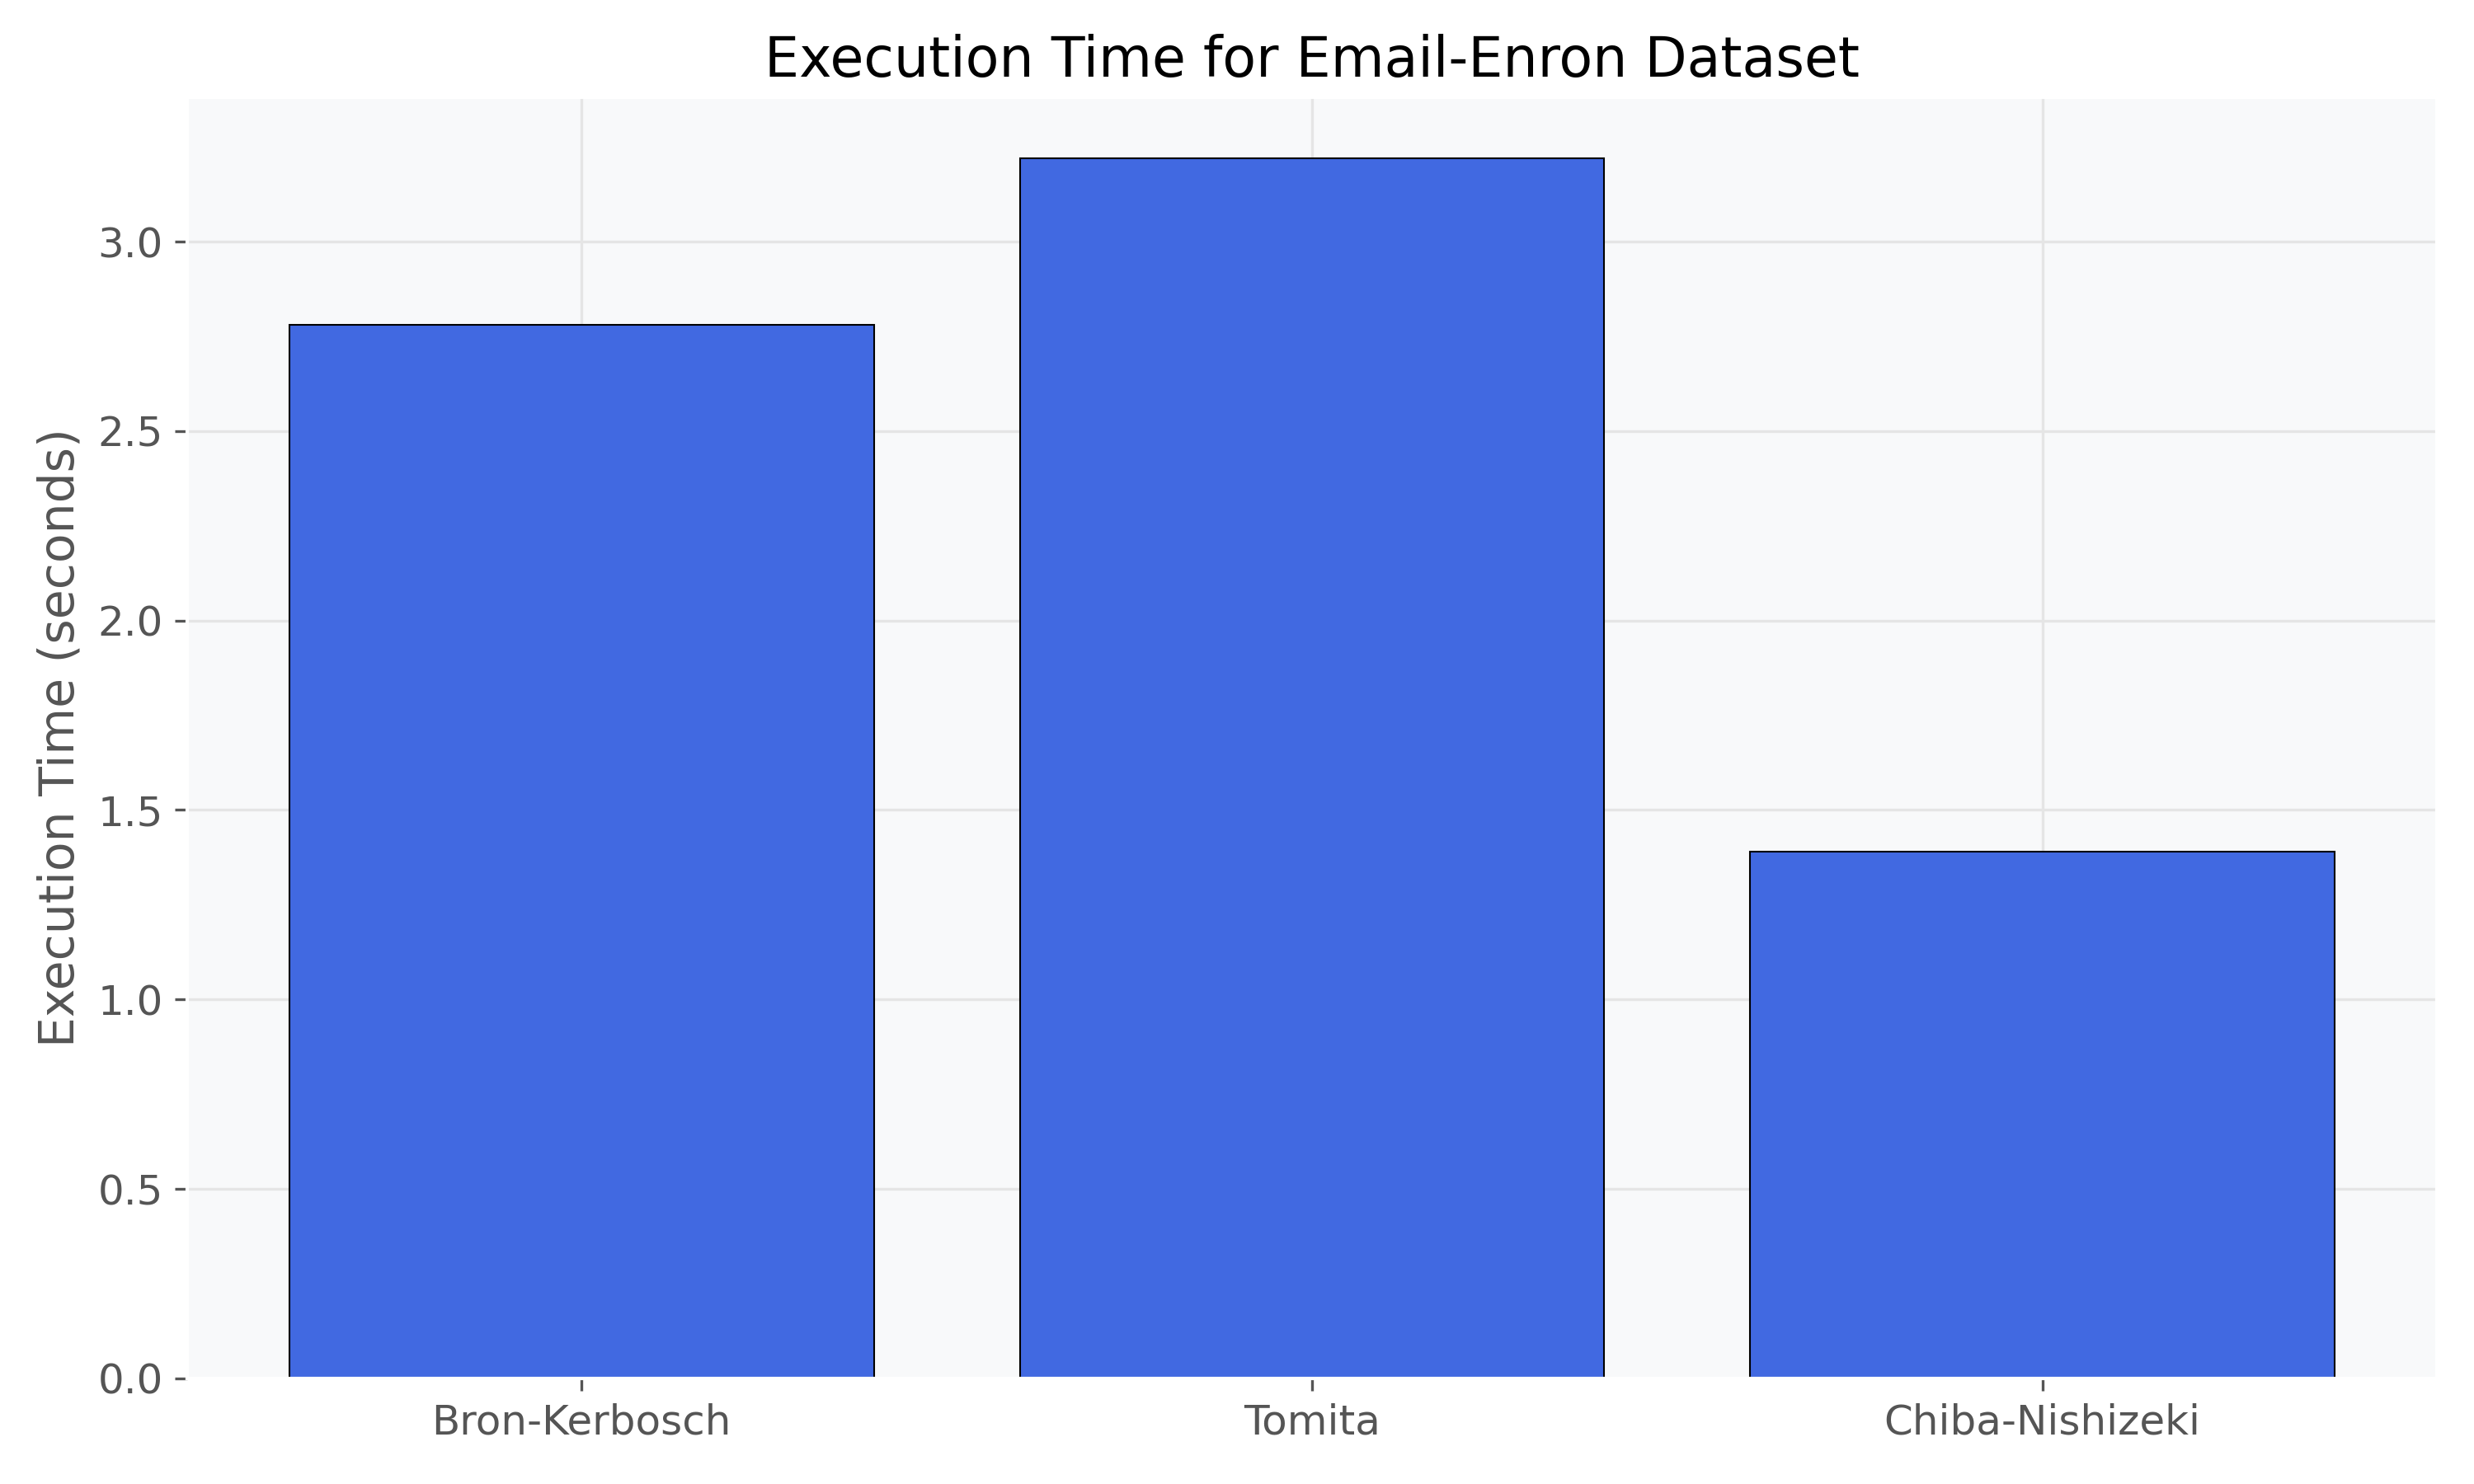 Execution Time for Email-Enron Dataset
Execution Time (seconds)
3.0
2.5
2.0
1.5
1.0
0.5
0.0
Bron-Kerbosch
Tomita
Chiba-Nishizeki